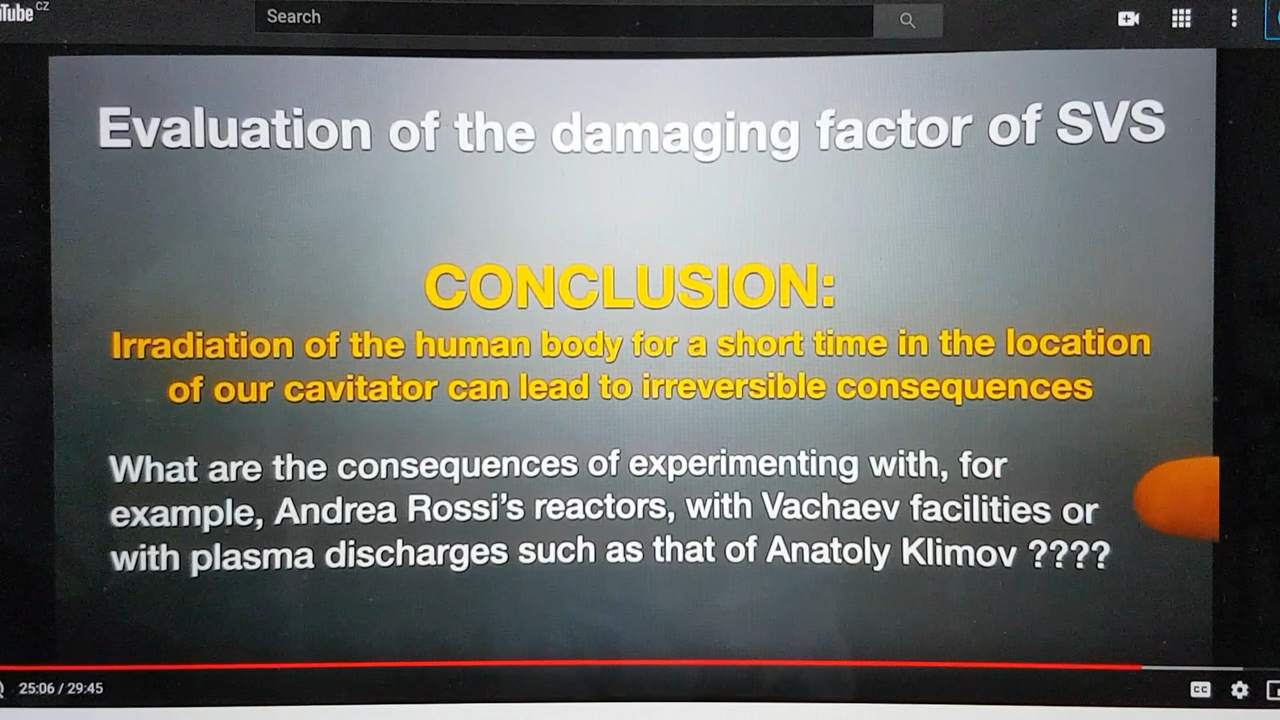 Tube CZ
Search
Evaluation of the damaging factor of SVS
CONCLUSION:
Irradiation of the human body for a short time in the location
of our cavitator can lead to irreversible consequences
What are the consequences of experimenting with, for
example, Andrea Rossi's reactors, with Vachaev facilities or
with plasma discharges such as that of Anatoly Klimov ????
25:06 / 29:45
CC